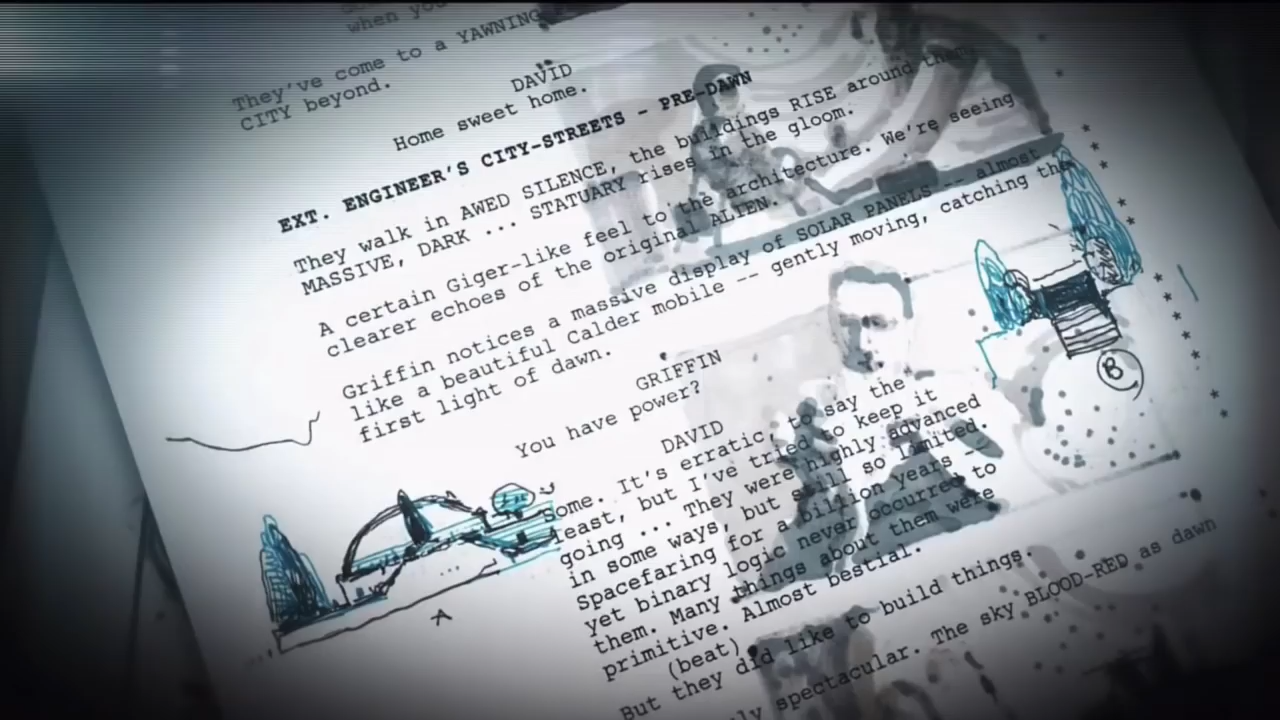 when you
They've come to a YAWNING
CITY beyond.
DAVID
Home sweet home.
EXT. ENGINEER'S CITY-STREETS - PRE-DAWN
They walk in AWED SILENCE, the buildings RISE around them
MASSIVE, DARK ... STATUARY rises in the gloom.
A certain Giger-like feel to the architecture. We're seeing
clearer echoes of the original ALIEN.
Griffin notices a massive display of SOLAR PANELS -- almost
like a beautiful Calder mobile -- gently moving, catching the
first light of dawn.
GRIFFIN
You have power?
DAVID
ome. It's erratic, to say the
least, but I've tried to keep it
going ... They were highly advanced
in some ways, but still so limited.
Spacefaring for a billion years -
yet binary logic never occurred to
them. Many things about them were
primitive. Almost bestial.
(beat)
But they did like to build things.
ly spectacular. The sky BLOOD-RED as dawn
A
B